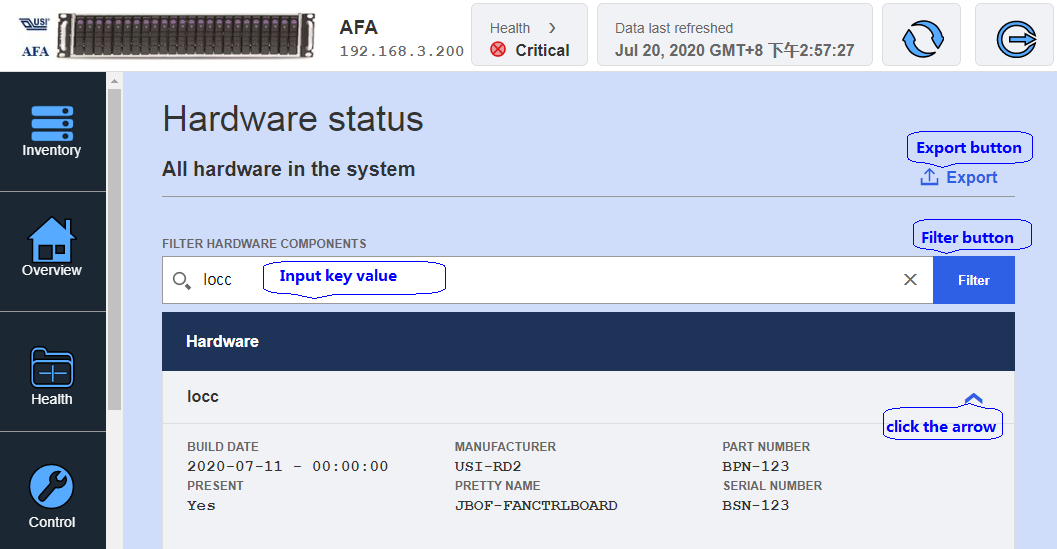 USI
AFA
AFA
192.168.3.200
Health
Critical
Data last refreshed
Jul 20, 2020 GMT+8 下午2:57:27
Inventory
Overview
Health
Control
Hardware status
All hardware in the system
Export button
Export
FILTER HARDWARE COMPONENTS
Filter button
locc
Input key value
Filter
Hardware
locc
click the arrow
BUILD DATE
2020-07-11 - 00:00:00
MANUFACTURER
USI-RD2
PART NUMBER
BPN-123
PRESENT
Yes
PRETTY NAME
JBOF-FANCTRLBOARD
SERIAL NUMBER
BSN-123